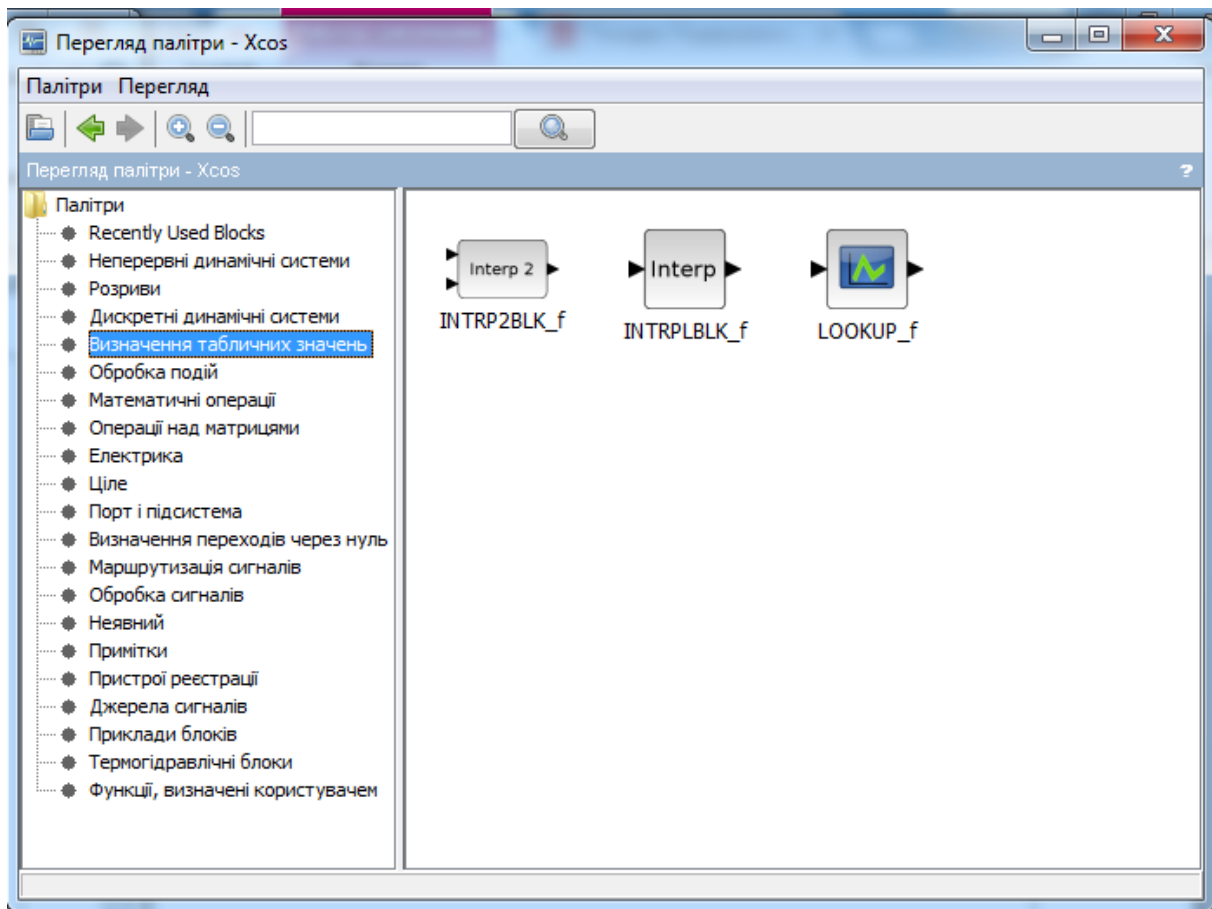 Перегляд палітри - Xcos
Палітри Перегляд
Перегляд палітри - Xcos ?
Палітри
Recently Used Blocks
Неперервні динамічні системи
Розриви
Дискретні динамічні системи
Визначення табличних значень
Обробка подій
Математичні операції
Операції над матрицями
Електрика
Ціле
Порт і підсистема
Визначення переходів через нуль
Маршрутизація сигналів
Обробка сигналів
Неявний
Примітки
Пристрої реєстрації
Джерела сигналів
Приклади блоків
Термогідравлічні блоки
Функції, визначені користувачем
Interp 2
Interp
INTRP2BLK_f
INTRPLBLK_f
LOOKUP_f